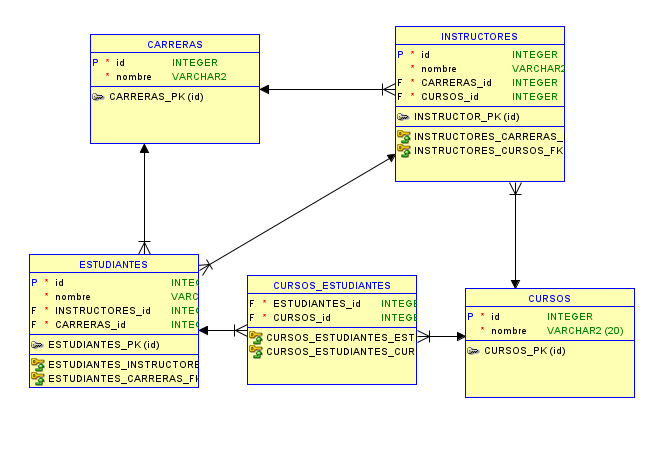 CARRERAS
P * id INTEGER
* nombre VARCHAR2
CARRERAS_PK (id)
INSTRUCTORES
P * id INTEGER
* nombre VARCHAR2
F * CARRERAS_id INTEGER
F * CURSOS_id INTEGER
INSTRUCTOR_PK (id)
INSTRUCTORES_CARRERAS_
INSTRUCTORES_CURSOS_FK
ESTUDIANTES
P * id INTEG
* nombre VARC
F * INSTRUCTORES_id INTEG
F * CARRERAS_id INTEG
ESTUDIANTES_PK (id)
ESTUDIANTES_INSTRUCTORE
ESTUDIANTES_CARRERAS_FK
CURSOS_ESTUDIANTES
F * ESTUDIANTES_id INTEGE
F * CURSOS_id INTEGE
CURSOS_ESTUDIANTES_EST
CURSOS_ESTUDIANTES_CUR
CURSOS
P * id INTEGER
* nombre VARCHAR2 (20)
CURSOS_PK (id)